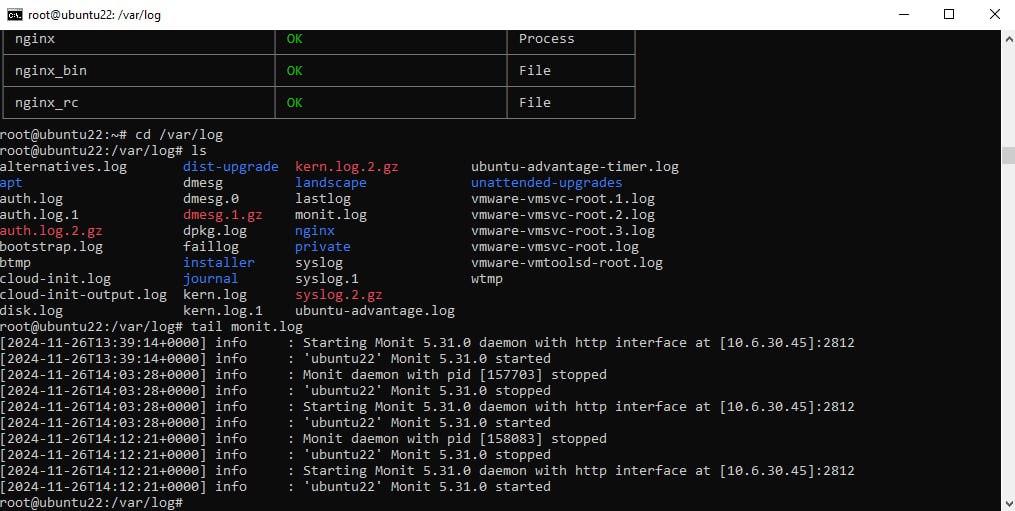 root@ubuntu22: /var/log
nginx OK Process
nginx_bin OK File
nginx_rc OK File
root@ubuntu22:~# cd /var/log
root@ubuntu22:/var/log# ls
alternatives.log dist-upgrade kern.log.2.gz ubuntu-advantage-timer.log
apt dmesg landscape unattended-upgrades
auth.log dmesg.0 lastlog vmware-vmsvc-root.1.log
auth.log.1 dmesg.1.gz monit.log vmware-vmsvc-root.2.log
auth.log.2.gz dpkg.log nginx vmware-vmsvc-root.3.log
bootstrap.log faillog private vmware-vmsvc-root.log
btmp installer syslog vmware-vmtoolsd-root.log
cloud-init.log journal syslog.1 wtmp
cloud-init-output.log kern.log syslog.2.gz
disk.log kern.log.1 ubuntu-advantage.log
root@ubuntu22:/var/log# tail monit.log
[2024-11-26T13:39:14+0000] info : Starting Monit 5.31.0 daemon with http interface at [10.6.30.45]:2812
[2024-11-26T13:39:14+0000] info : 'ubuntu22' Monit 5.31.0 started
[2024-11-26T14:03:28+0000] info : Monit daemon with pid [157703] stopped
[2024-11-26T14:03:28+0000] info : 'ubuntu22' Monit 5.31.0 stopped
[2024-11-26T14:03:28+0000] info : Starting Monit 5.31.0 daemon with http interface at [10.6.30.45]:2812
[2024-11-26T14:03:28+0000] info : 'ubuntu22' Monit 5.31.0 started
[2024-11-26T14:12:21+0000] info : Monit daemon with pid [158083] stopped
[2024-11-26T14:12:21+0000] info : 'ubuntu22' Monit 5.31.0 stopped
[2024-11-26T14:12:21+0000] info : Starting Monit 5.31.0 daemon with http interface at [10.6.30.45]:2812
[2024-11-26T14:12:21+0000] info : 'ubuntu22' Monit 5.31.0 started
root@ubuntu22:/var/log#